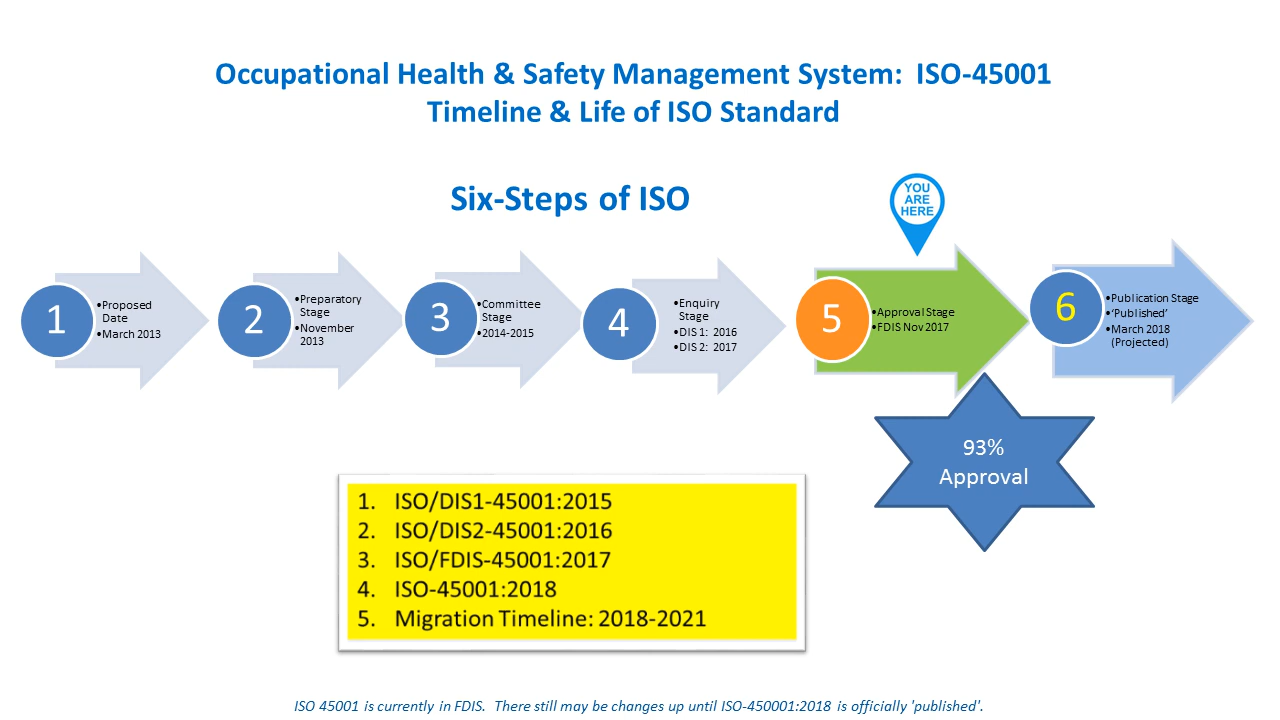 Occupational Health & Safety Management System:  ISO-45001
Timeline & Life of ISO Standard
Six-Steps of ISO
YOU
ARE
HERE
1
•Proposed
Date
•March 2013
2
•Preparatory
Stage
•November
2013
3
•Committee
Stage
•2014-2015
4
•Enquiry
Stage
•DIS 1:  2016
•DIS 2:  2017
5
•Approval Stage
•FDIS Nov 2017
6
•Publication Stage
•‘Published’
•March 2018
(Projected)
93%
Approval
1. ISO/DIS1-45001:2015
2. ISO/DIS2-45001:2016
3. ISO/FDIS-45001:2017
4. ISO-45001:2018
5. Migration Timeline: 2018-2021
ISO 45001 is currently in FDIS.  There still may be changes up until ISO-450001:2018 is officially 'published'.